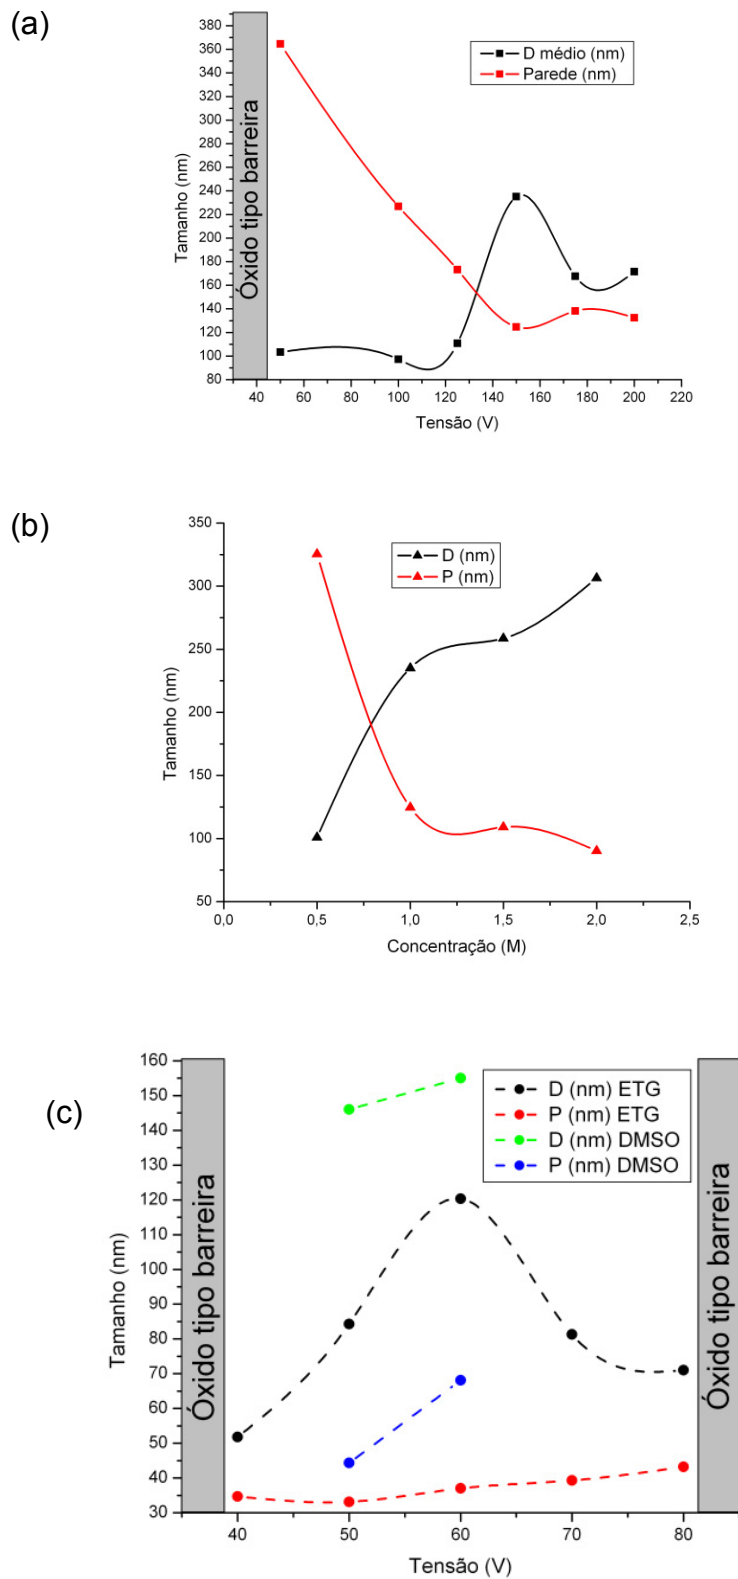 (a)
380
360
340
320
300
280
260
240
220
200
180
160
140
120
100
80
Tamanho (nm)
Óxido tipo barreira
D médio (nm)
Parede (nm)
40 60 80 100 120 140 160 180 200 220
Tensão (V)
(b)
350
300
250
200
150
100
50
Tamanho (nm)
D (nm)
P (nm)
0,0 0,5 1,0 1,5 2,0 2,5
Concentração (M)
(c)
160
150
140
130
120
110
100
90
80
70
60
50
40
30
Tamanho (nm)
Óxido tipo barreira
D (nm) ETG
P (nm) ETG
D (nm) DMSO
P (nm) DMSO
Óxido tipo barreira
40 50 60 70 80
Tensão (V)